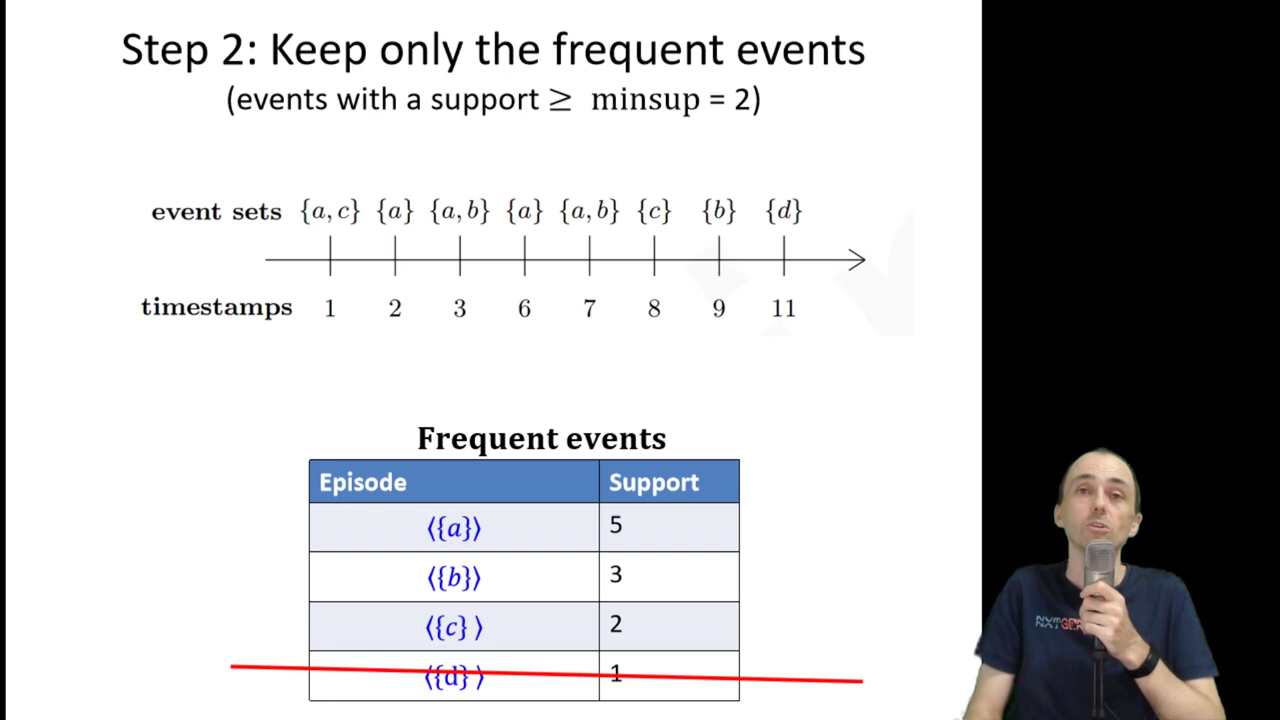 Step 2: Keep only the frequent events
(events with a support ≥ minsup = 2)
event sets {a, c} {a} {a, b} {a} {a, b} {c} {b} {d}
timestamps 1 2 3 6 7 8 9 11
Frequent events
Episode Support
⟨{a}⟩ 5
⟨{b}⟩ 3
⟨{c} ⟩ 2
⟨{d} ⟩ 1